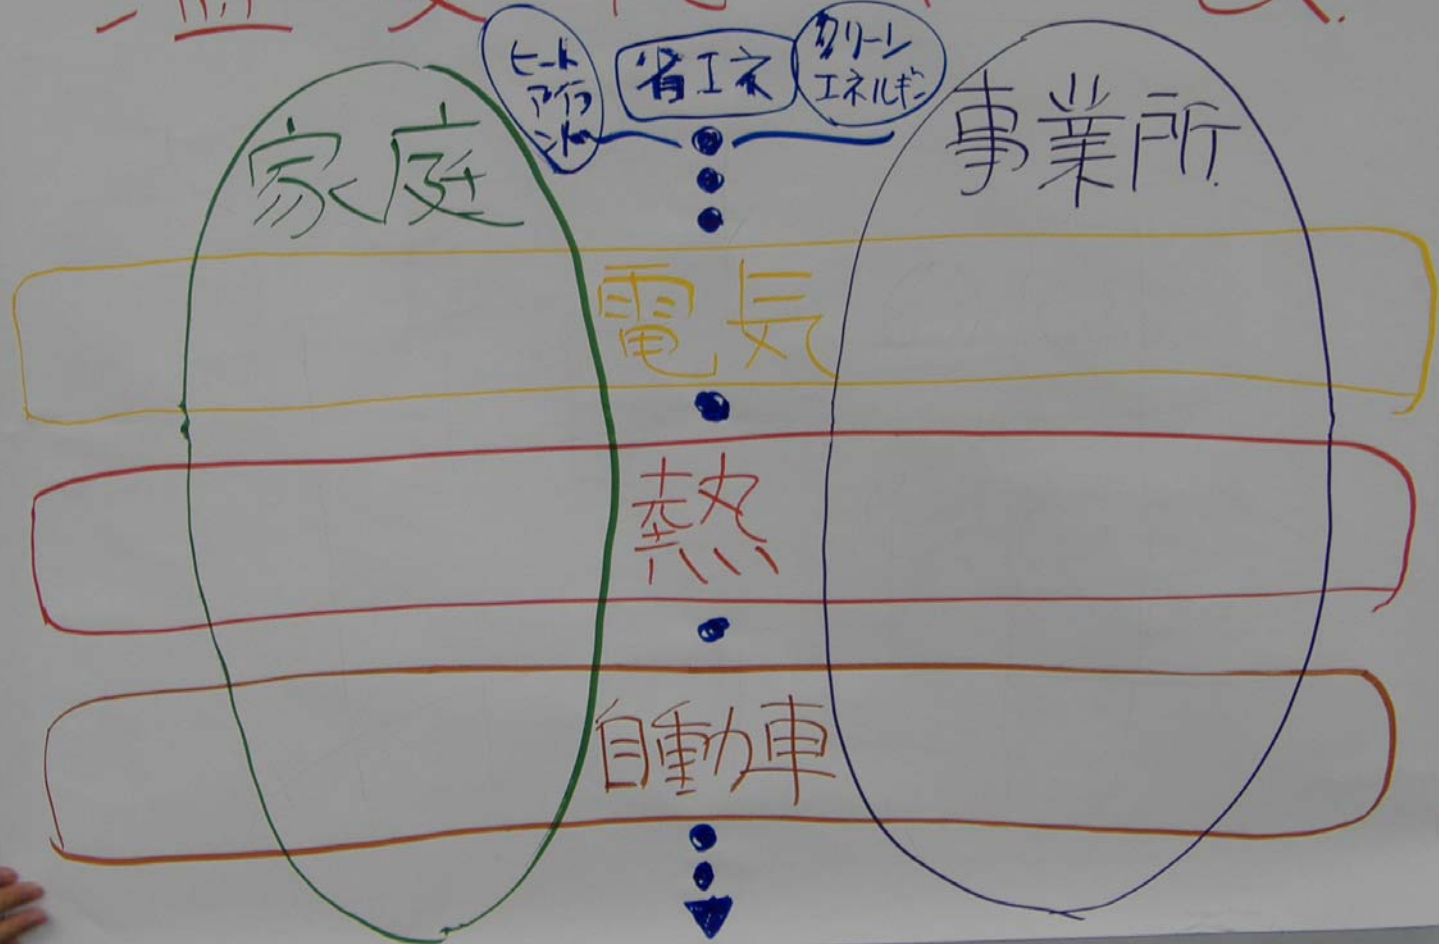 ヒート
アイラ
ンド
省エネ
クリーン
エネルギー
家庭
事業所
電気
熱
自動車